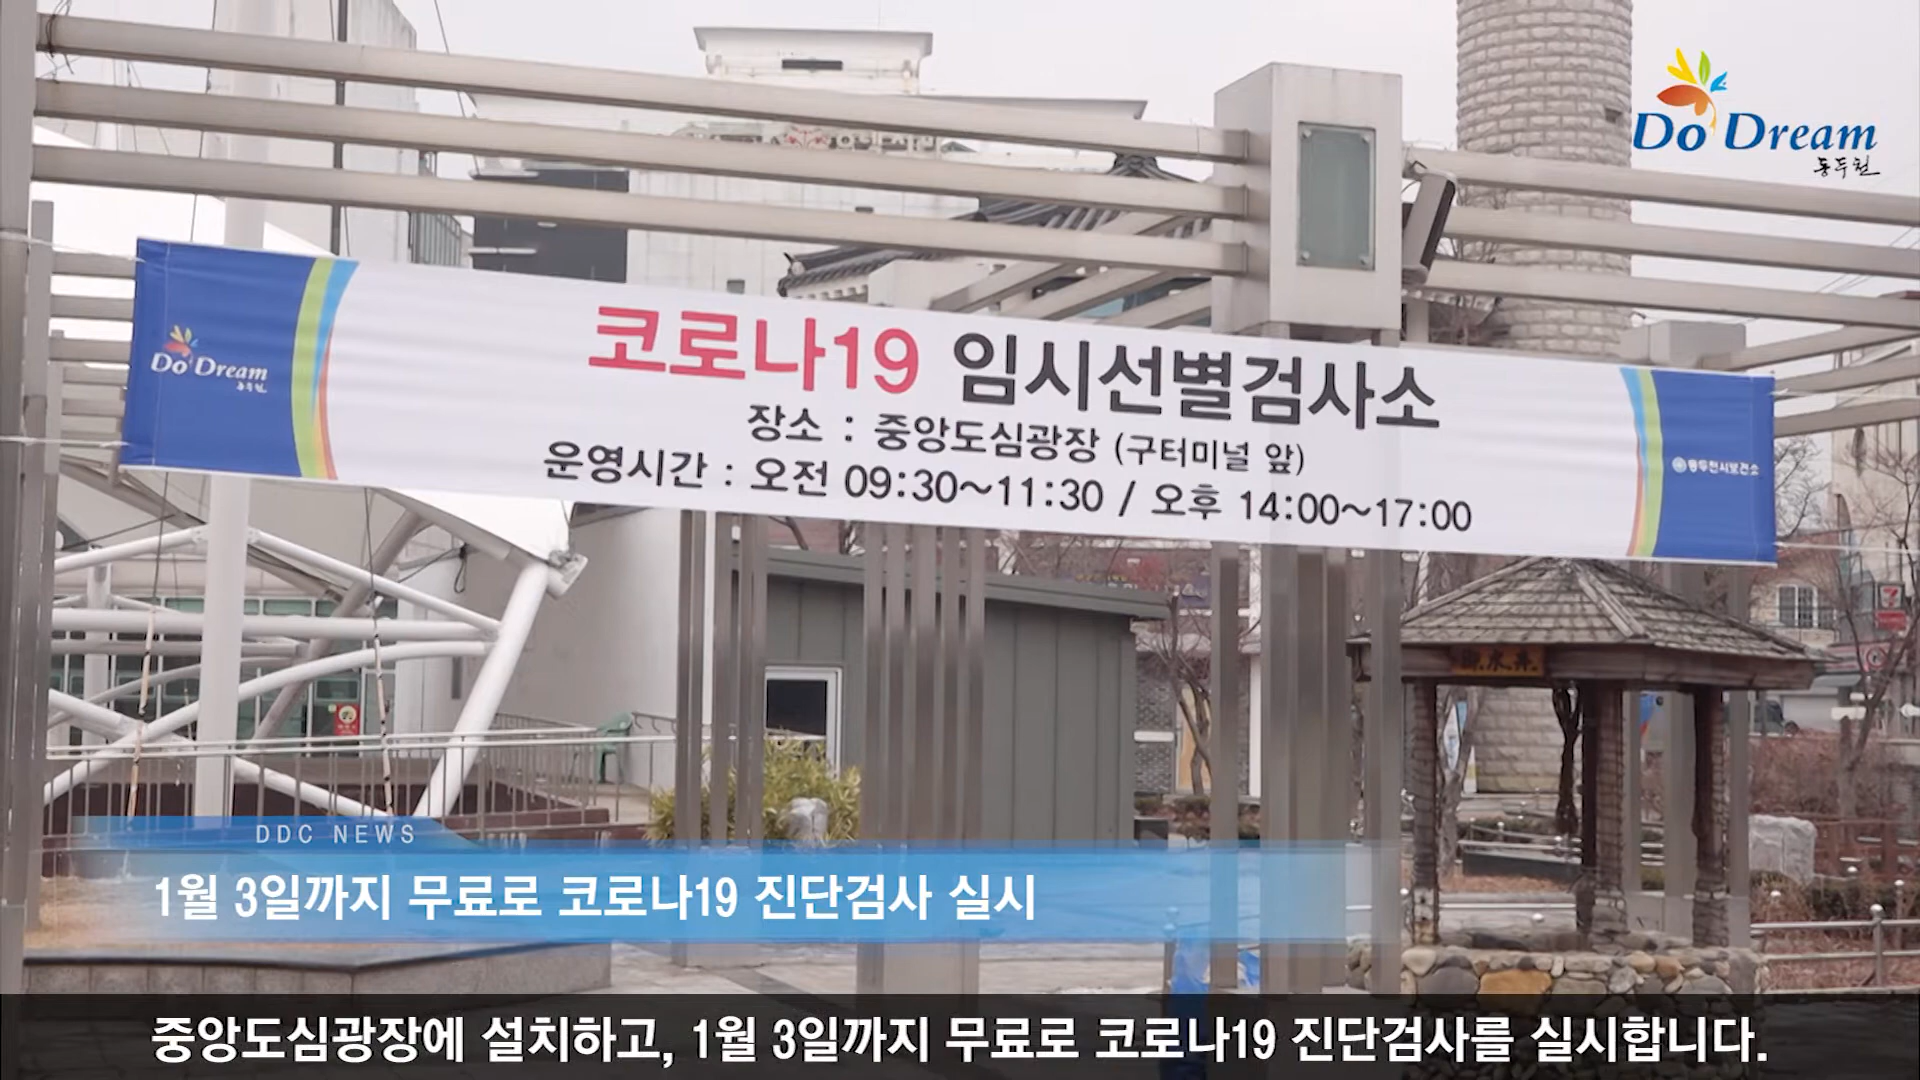 Do Dream
동두천
Do Dream
동두천
코로나19 임시선별검사소
장소 : 중앙도심광장 (구터미널 앞)
운영시간 : 오전 09:30~11:30 / 오후 14:00~17:00
동두천시보건소
DDC NEWS
1월 3일까지 무료로 코로나19 진단검사 실시
중앙도심광장에 설치하고, 1월 3일까지 무료로 코로나19 진단검사를 실시합니다.